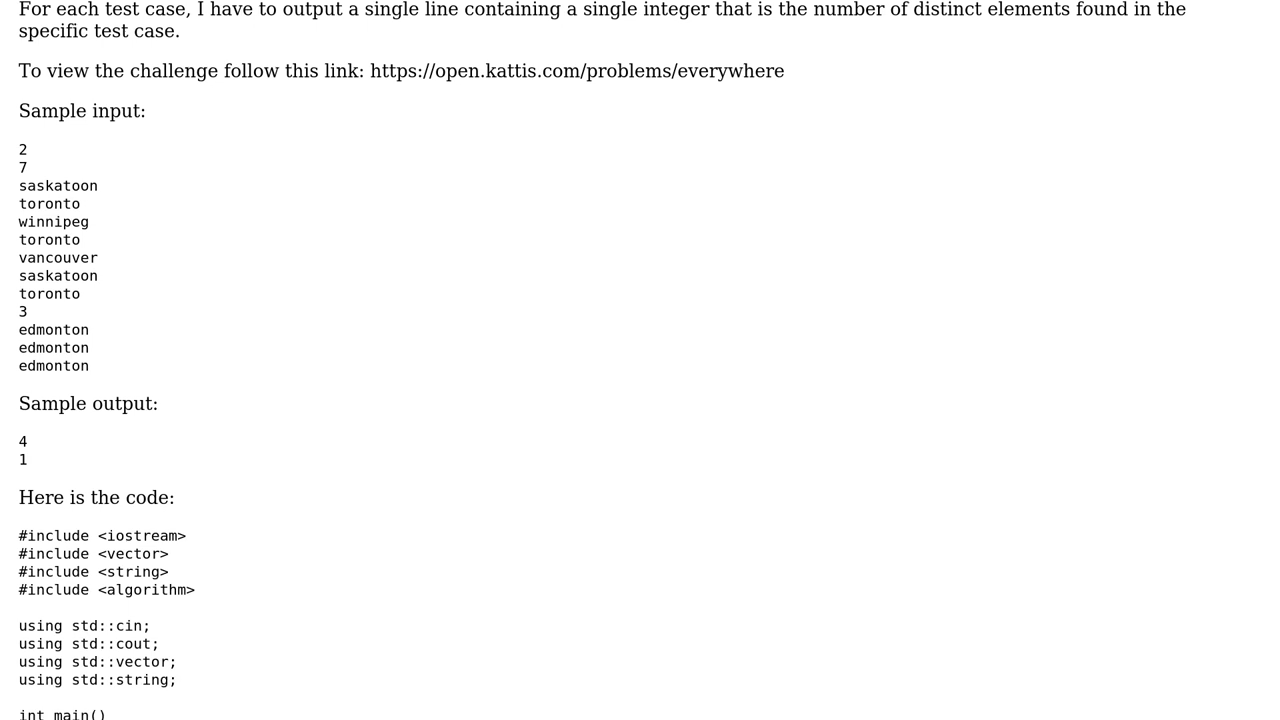 For each test case, I have to output a single line containing a single integer that is the number of distinct elements found in the
specific test case.
To view the challenge follow this link: https://open.kattis.com/problems/everywhere
Sample input:
2
7
saskatoon
toronto
winnipeg
toronto
vancouver
saskatoon
toronto
3
edmonton
edmonton
edmonton
Sample output:
4
1
Here is the code:
#include <iostream>
#include <vector>
#include <string>
#include <algorithm>
using std::cin;
using std::cout;
using std::vector;
using std::string;
int main()